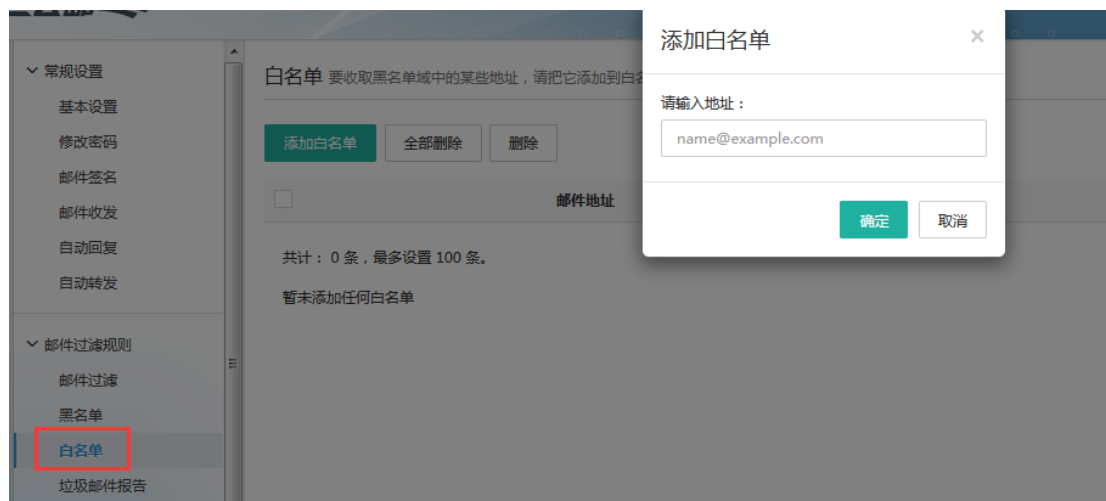 常规设置
基本设置
修改密码
邮件签名
邮件收发
自动回复
自动转发
邮件过滤规则
邮件过滤
黑名单
白名单
垃圾邮件报告
白名单 要收取黑名单域中的某些地址，请把它添加到白
添加白名单 全部删除 删除
邮件地址
共计： 0 条，最多设置 100 条。
暂未添加任何白名单
添加白名单 ×
请输入地址：
name@example.com
确定 取消